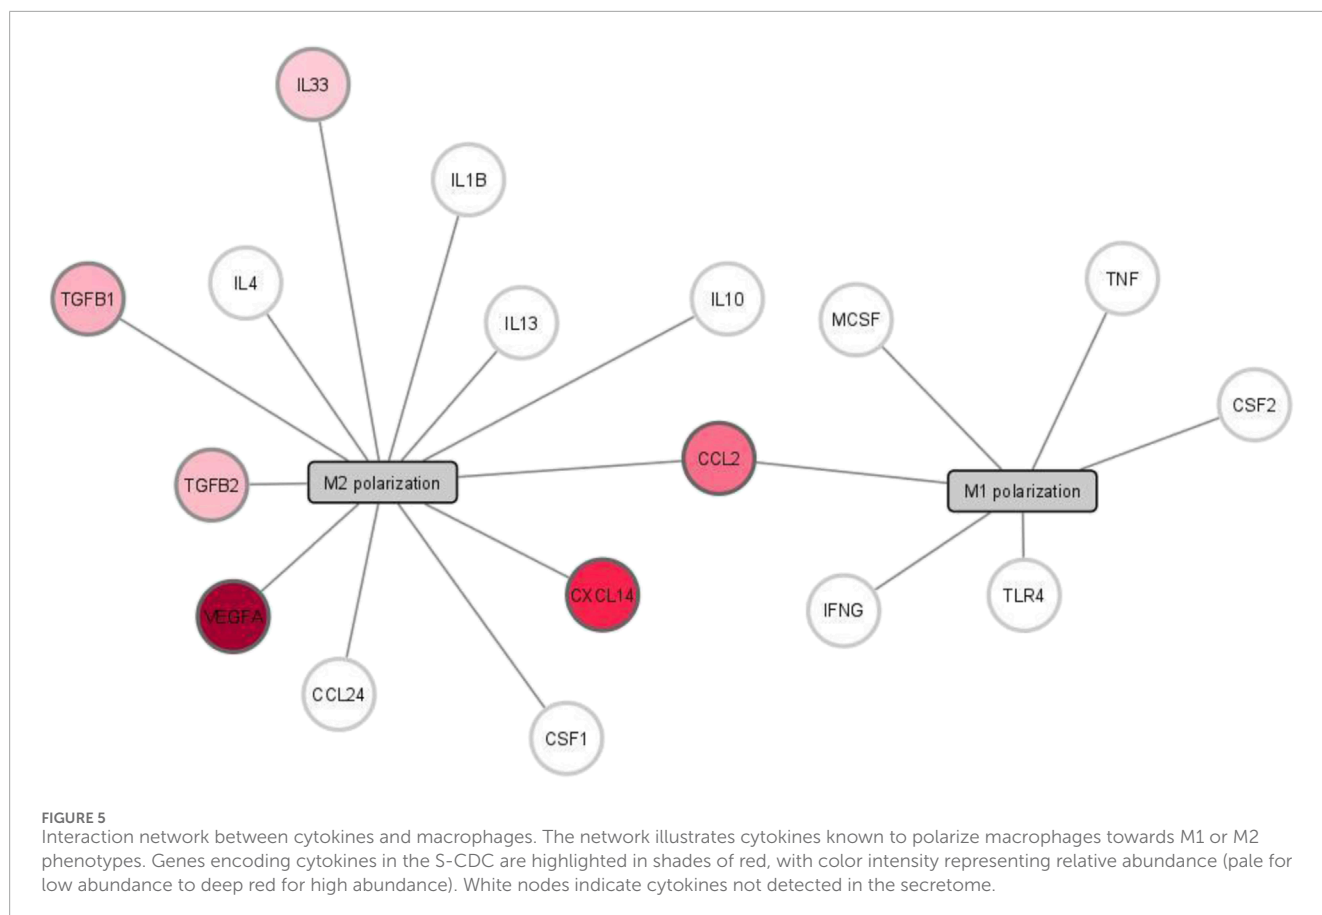 IL33
IL1B
IL4
TGFB1
IL10
TNF
MCSF
IL13
CSF2
CCL2
TGFB2
M2 polarization
M1 polarization
CXCL14
TLR4
IFNG
VEGFA
CCL24
CSF1
FIGURE 5
Interaction network between cytokines and macrophages. The network illustrates cytokines known to polarize macrophages towards M1 or M2
phenotypes. Genes encoding cytokines in the S-CDC are highlighted in shades of red, with color intensity representing relative abundance (pale for
low abundance to deep red for high abundance). White nodes indicate cytokines not detected in the secretome.